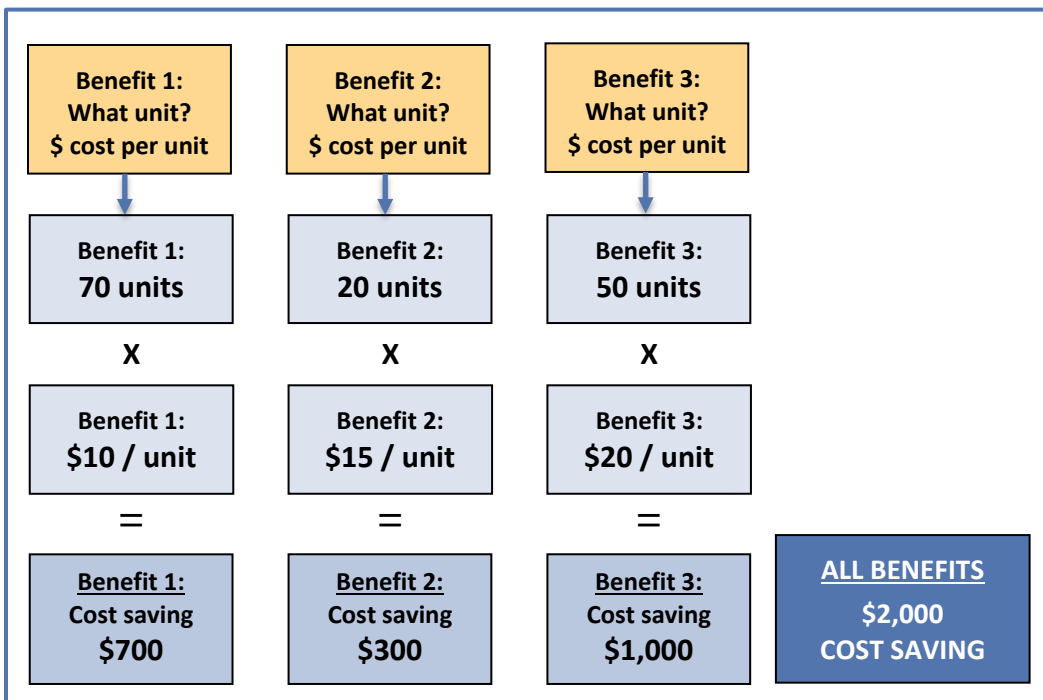 Benefit 1:
What unit?
$ cost per unit
Benefit 2:
What unit?
$ cost per unit
Benefit 3:
What unit?
$ cost per unit
Benefit 1:
70 units
Benefit 2:
20 units
Benefit 3:
50 units
X
X
X
Benefit 1:
$10 / unit
Benefit 2:
$15 / unit
Benefit 3:
$20 / unit
=
=
=
Benefit 1:
Cost saving
$700
Benefit 2:
Cost saving
$300
Benefit 3:
Cost saving
$1,000
ALL BENEFITS
$2,000
COST SAVING